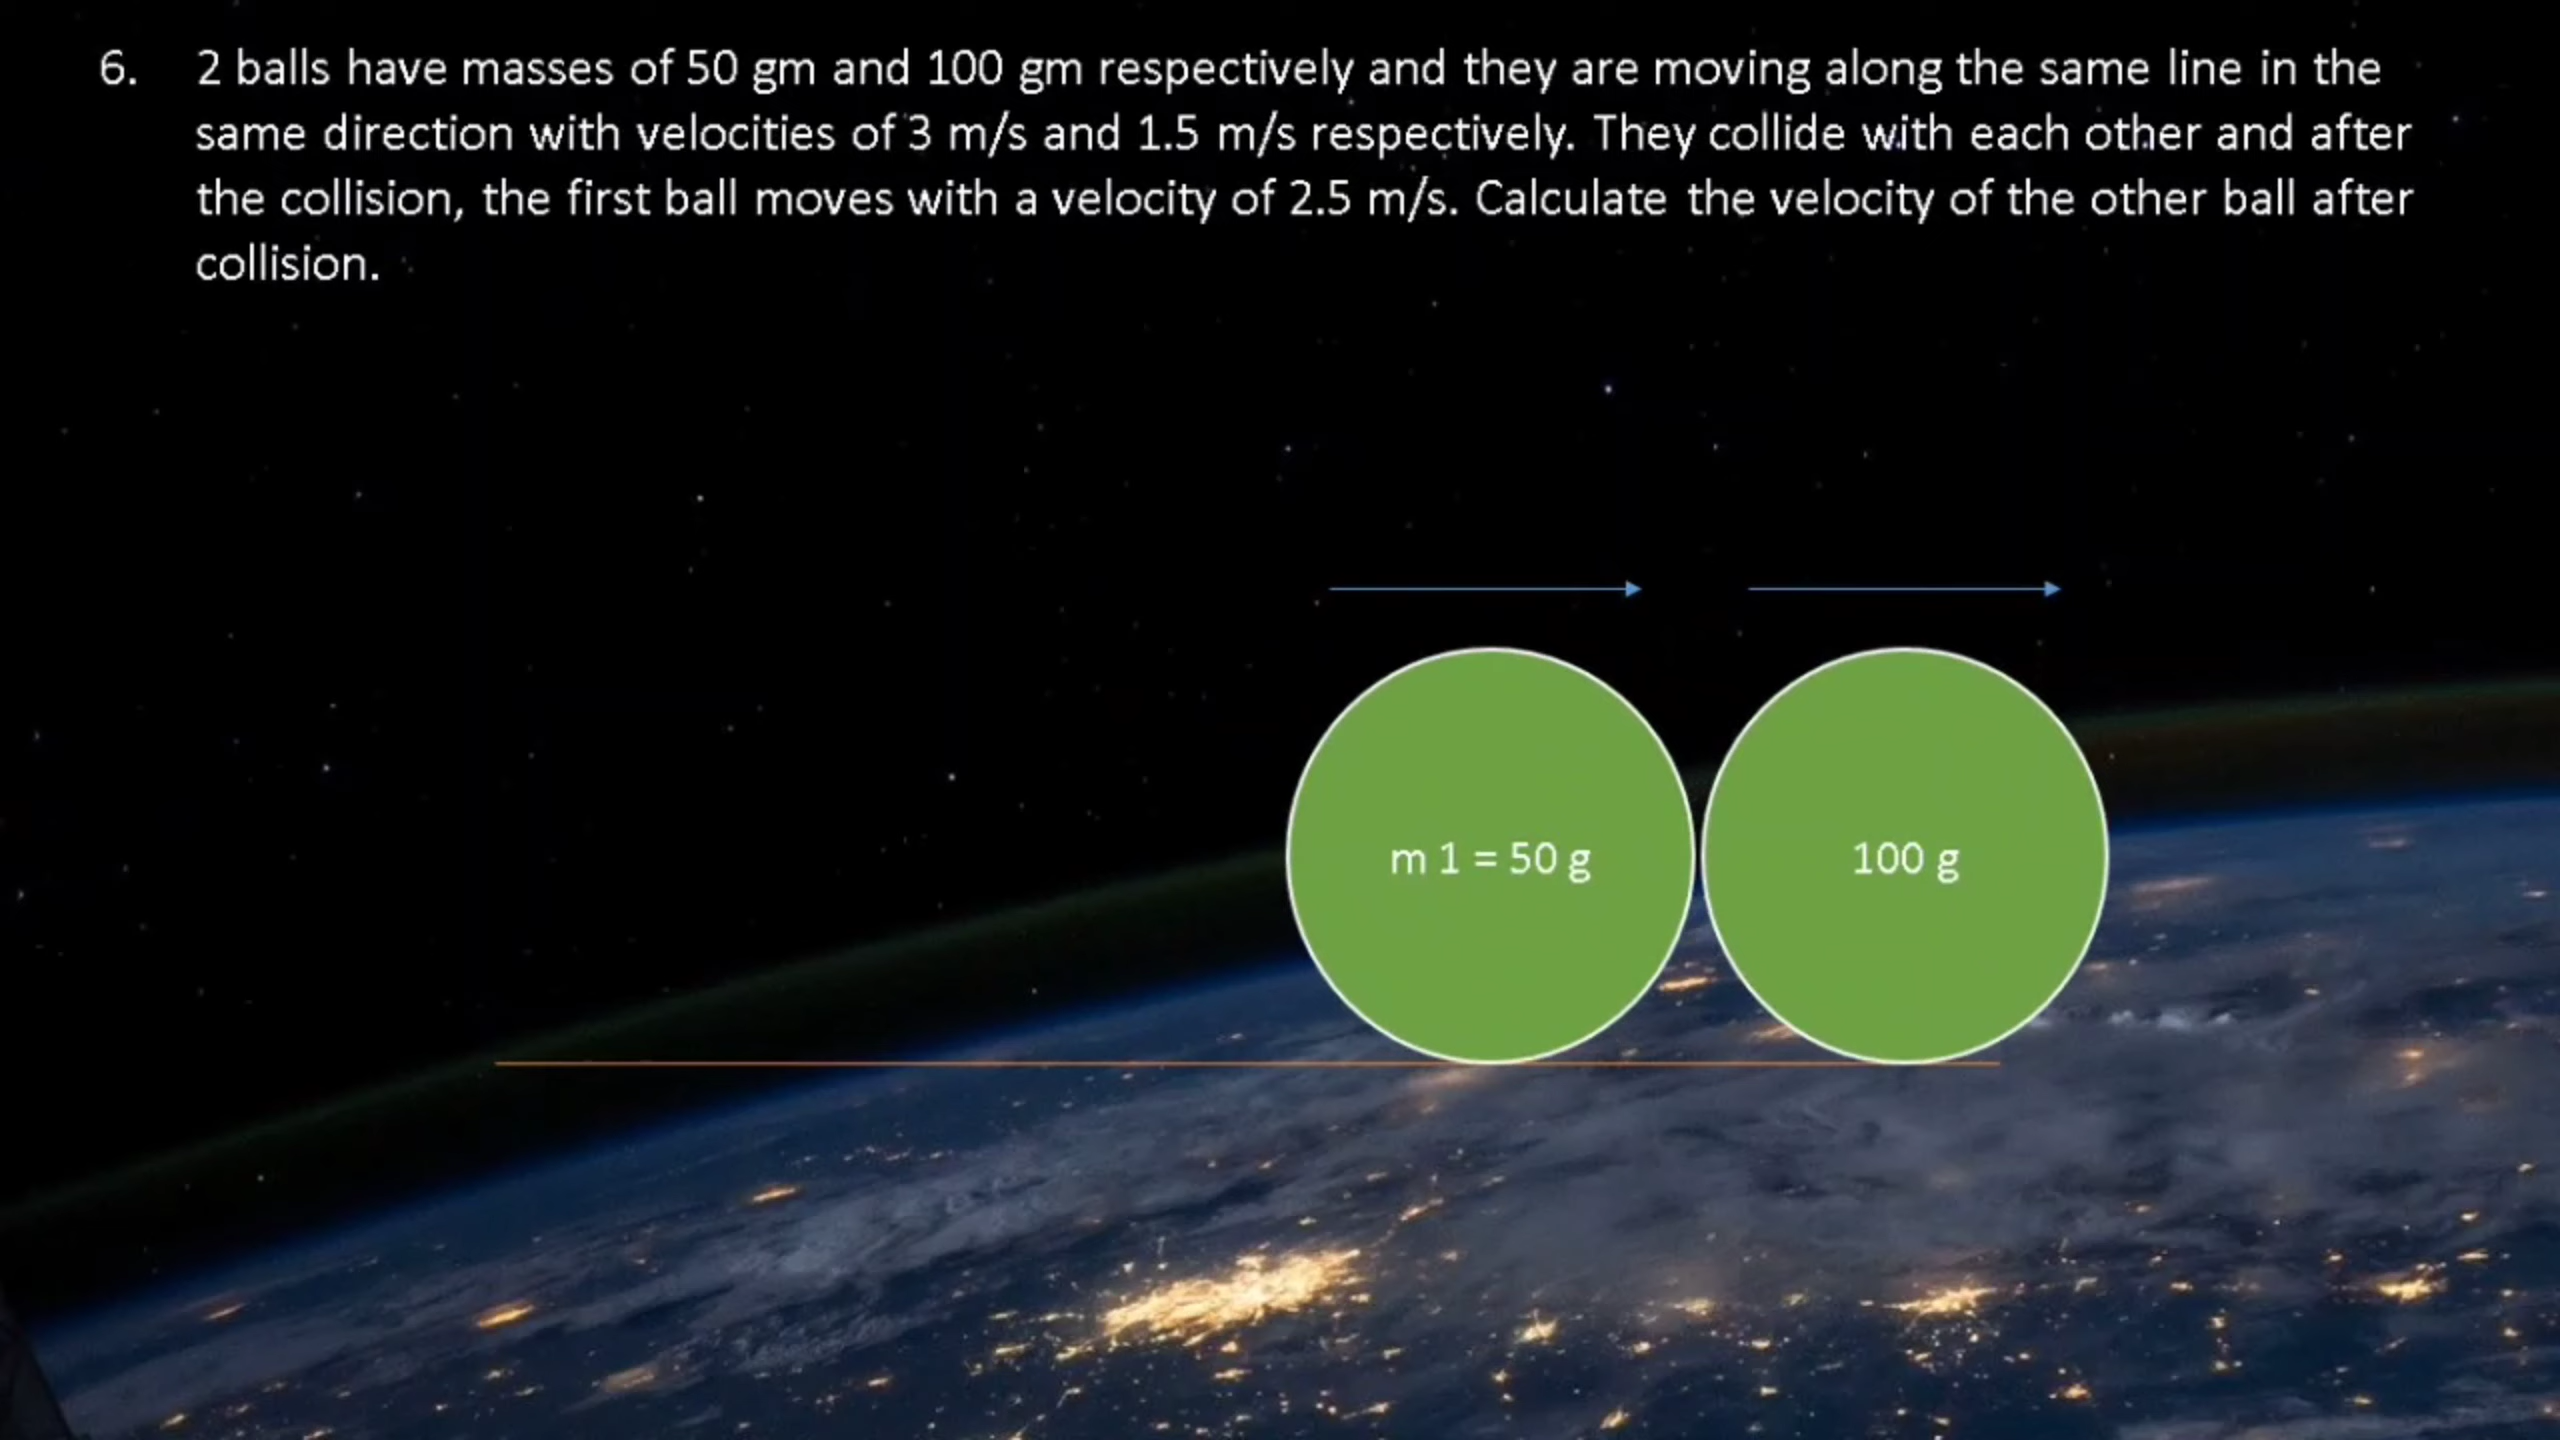 6. 2 balls have masses of 50 gm and 100 gm respectively and they are moving along the same line in the
same direction with velocities of 3 m/s and 1.5 m/s respectively. They collide with each other and after
the collision, the first ball moves with a velocity of 2.5 m/s. Calculate the velocity of the other ball after
collision.
m 1 = 50 g
100 g